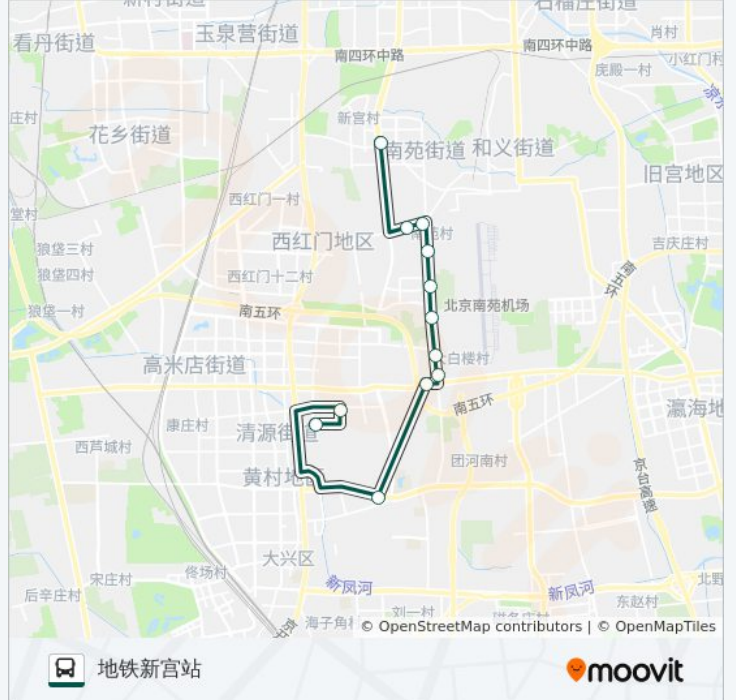 新村街道
石榴庄街道
看丹街道
玉泉营街道
肖村
南四环中路
南四环中路
小红门村
庑殿一村
庄村
新宫村
凉水
花乡街道
南苑街道
和义街道
旧宫地区
西红门一村
堂村
西红门地区
吉庆庄村
狼垡三村
狼垡四村
西红门十二村
南五环
北京南苑机场
狼垡一村
南五环
高米店街道
大白楼村
南五环
瀛海地
康庄村
清源街道
西芦城村
黄村地区
团河南村
京台高速
大兴区
佟场村
宋庄村
新凤河
新凤河
北野
后辛庄村
东赵村
海子角
刘一村
© OpenStreetMap contributors | © OpenMapTiles
地铁新宫站
moovit